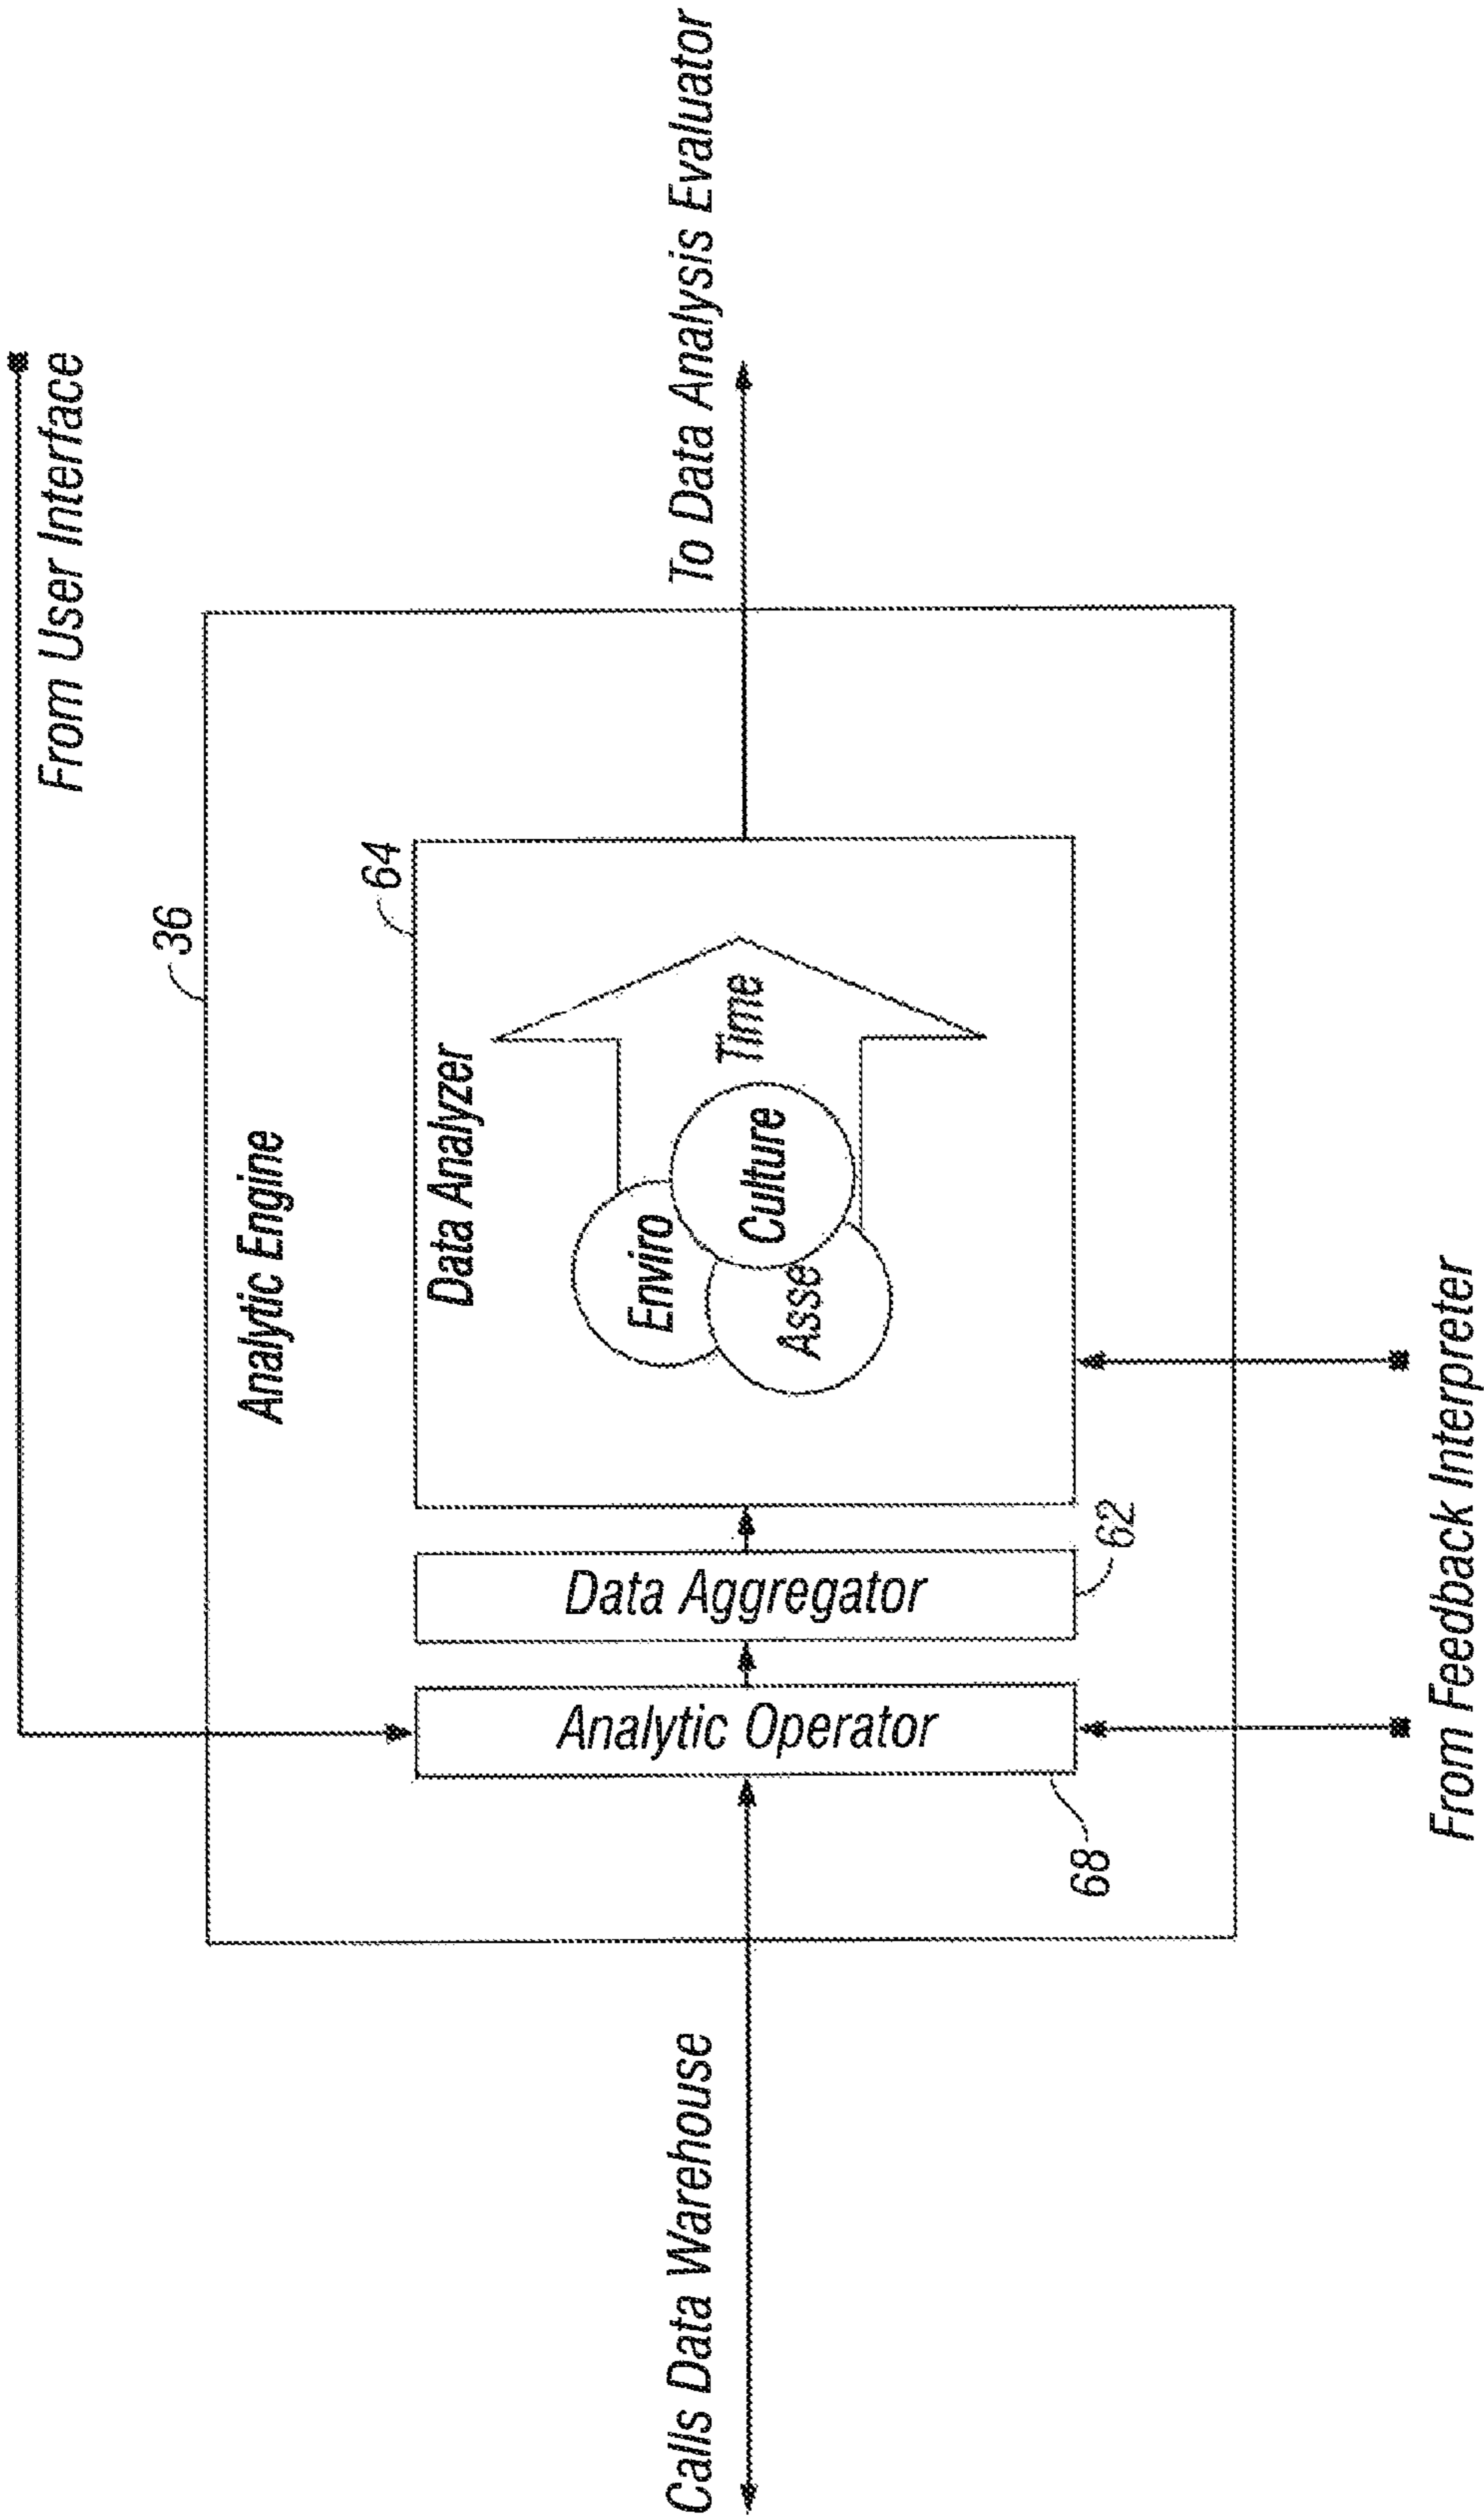 From User Interface
36
Analytic Engine
64
Data Analyzer
Enviro
Culture
Time
Asse
Calls Data Warehouse
To Data Analysis Evaluator
Analytic Operator
Data Aggregator
68
62
From Feedback Interpreter